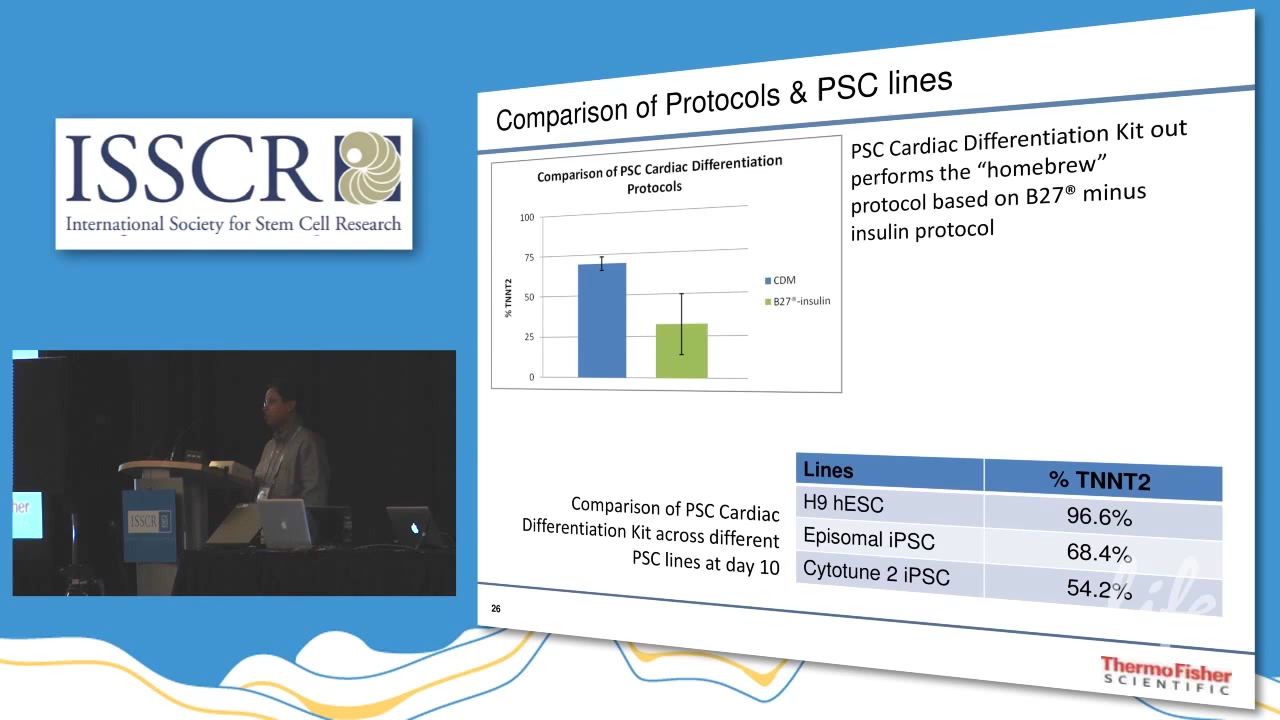 ISSCR
International Society for Stem Cell Research
Comparison of Protocols & PSC lines
Comparison of PSC Cardiac Differentiation
Protocols
% TNNT2
100
75
50
25
0
CDM
B27®-insulin
PSC Cardiac Differentiation Kit out
performs the “homebrew”
protocol based on B27® minus
insulin protocol
Comparison of PSC Cardiac
Differentiation Kit across different
PSC lines at day 10
Lines % TNNT2
H9 hESC 96.6%
Episomal iPSC 68.4%
Cytotune 2 iPSC 54.2%
life
26
ThermoFisher
SCIENTIFIC
her
ISSCR